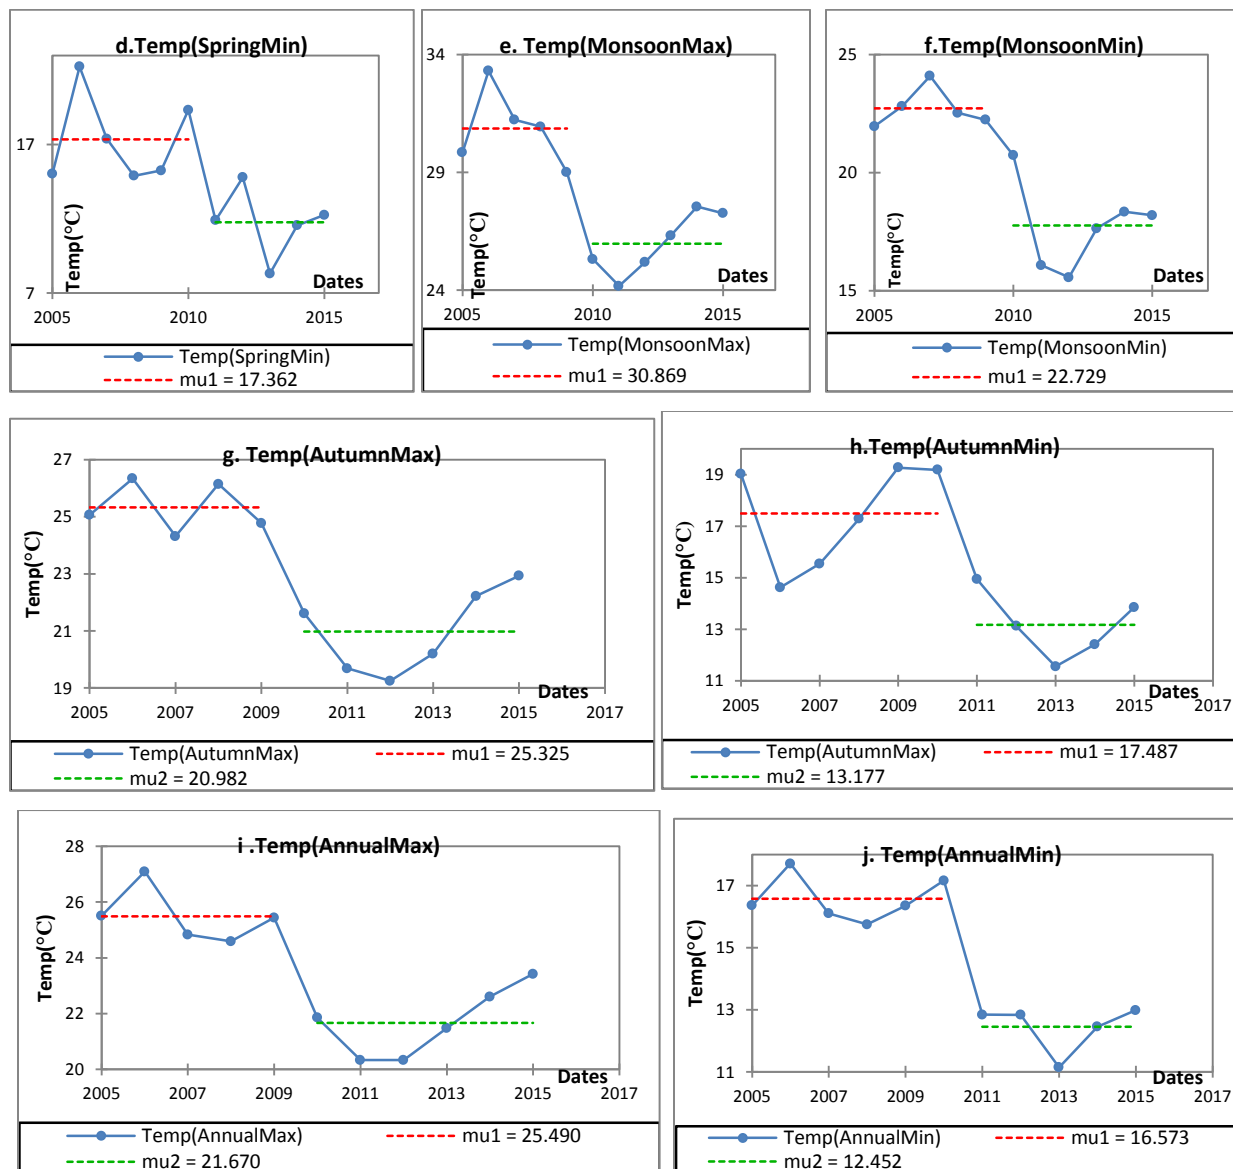 d.Temp(SpringMin)
17
7
Temp(°C)
Dates
2005 2010 2015
Temp(SpringMin)
mu1 = 17.362
e. Temp(MonsoonMax)
34
29
24
Temp(°C)
Dates
2005 2010 2015
Temp(MonsoonMax)
mu1 = 30.869
f.Temp(MonsoonMin)
25
20
15
Temp(°C)
Dates
2005 2010 2015
Temp(MonsoonMin)
mu1 = 22.729
g. Temp(AutumnMax)
27
25
23
21
19
Temp(°C)
Dates
2005 2007 2009 2011 2013 2015 2017
Temp(AutumnMax) mu1 = 25.325
mu2 = 20.982
h.Temp(AutumnMin)
19
17
15
13
11
Temp(°C)
Dates
2005 2007 2009 2011 2013 2015 2017
Temp(AutumnMax) mu1 = 17.487
mu2 = 13.177
i .Temp(AnnualMax)
28
26
24
22
20
Temp(°C)
Dates
2005 2007 2009 2011 2013 2015 2017
Temp(AnnualMax) mu1 = 25.490
mu2 = 21.670
j. Temp(AnnualMin)
17
15
13
11
Temp(°C)
Dates
2005 2007 2009 2011 2013 2015 2017
Temp(AnnualMin) mu1 = 16.573
mu2 = 12.452